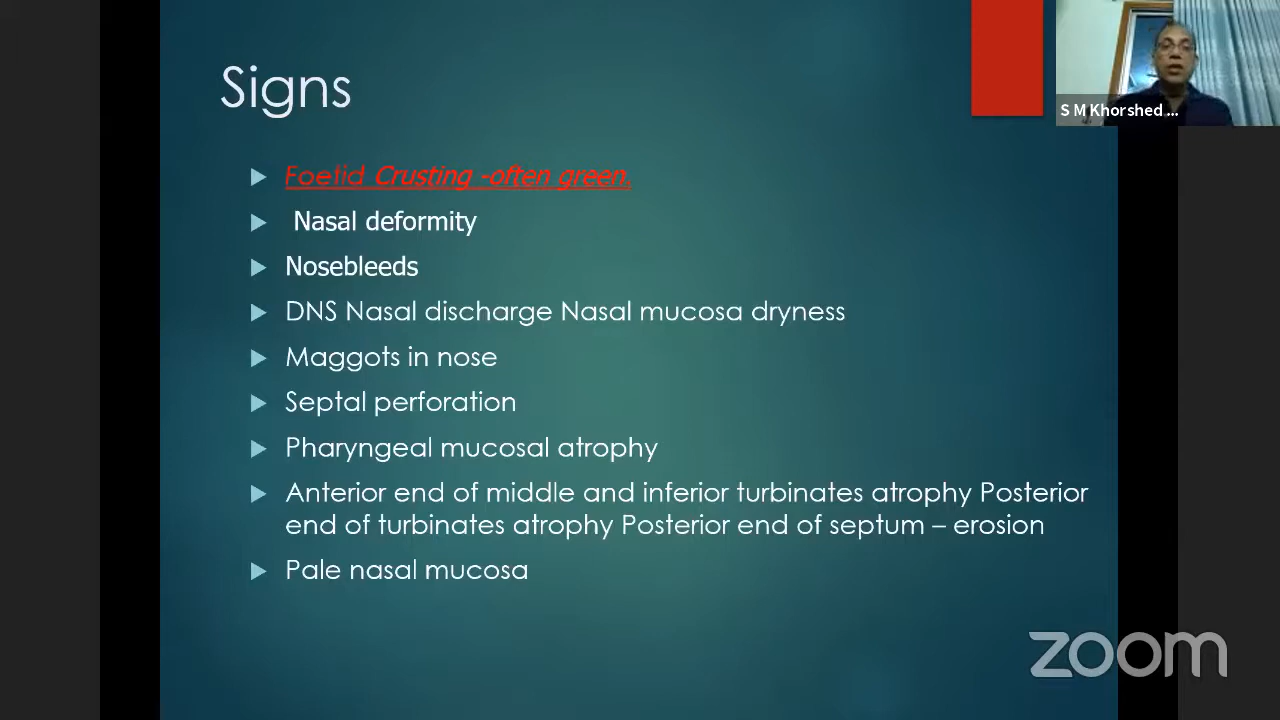 Signs
S M Khorshed ...
Foetid Crusting -often green.
Nasal deformity
Nosebleeds
DNS Nasal discharge Nasal mucosa dryness
Maggots in nose
Septal perforation
Pharyngeal mucosal atrophy
Anterior end of middle and inferior turbinates atrophy Posterior
end of turbinates atrophy Posterior end of septum – erosion
Pale nasal mucosa
zoom